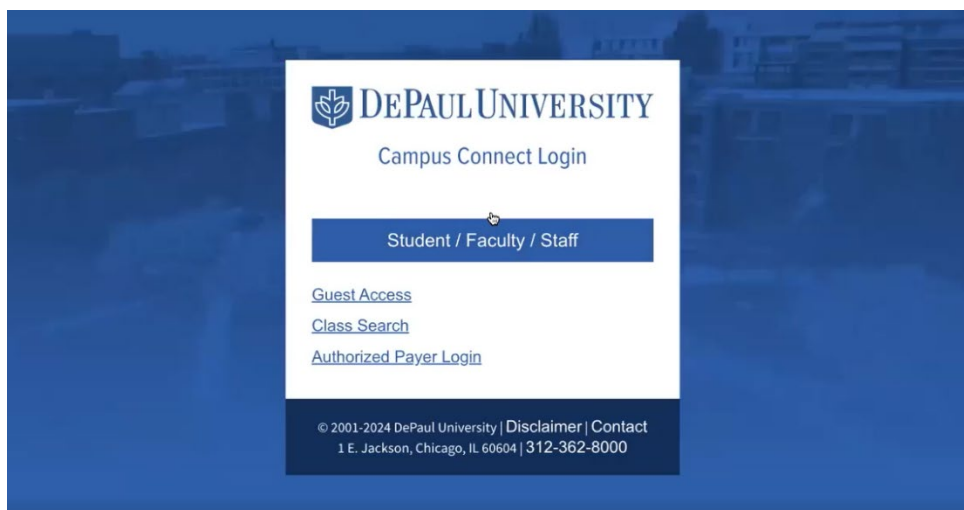 DEPAUL UNIVERSITY
Campus Connect Login
Student / Faculty / Staff
Guest Access
Class Search
Authorized Payer Login
© 2001-2024 DePaul University | Disclaimer | Contact
1 E. Jackson, Chicago, IL 60604 | 312-362-8000